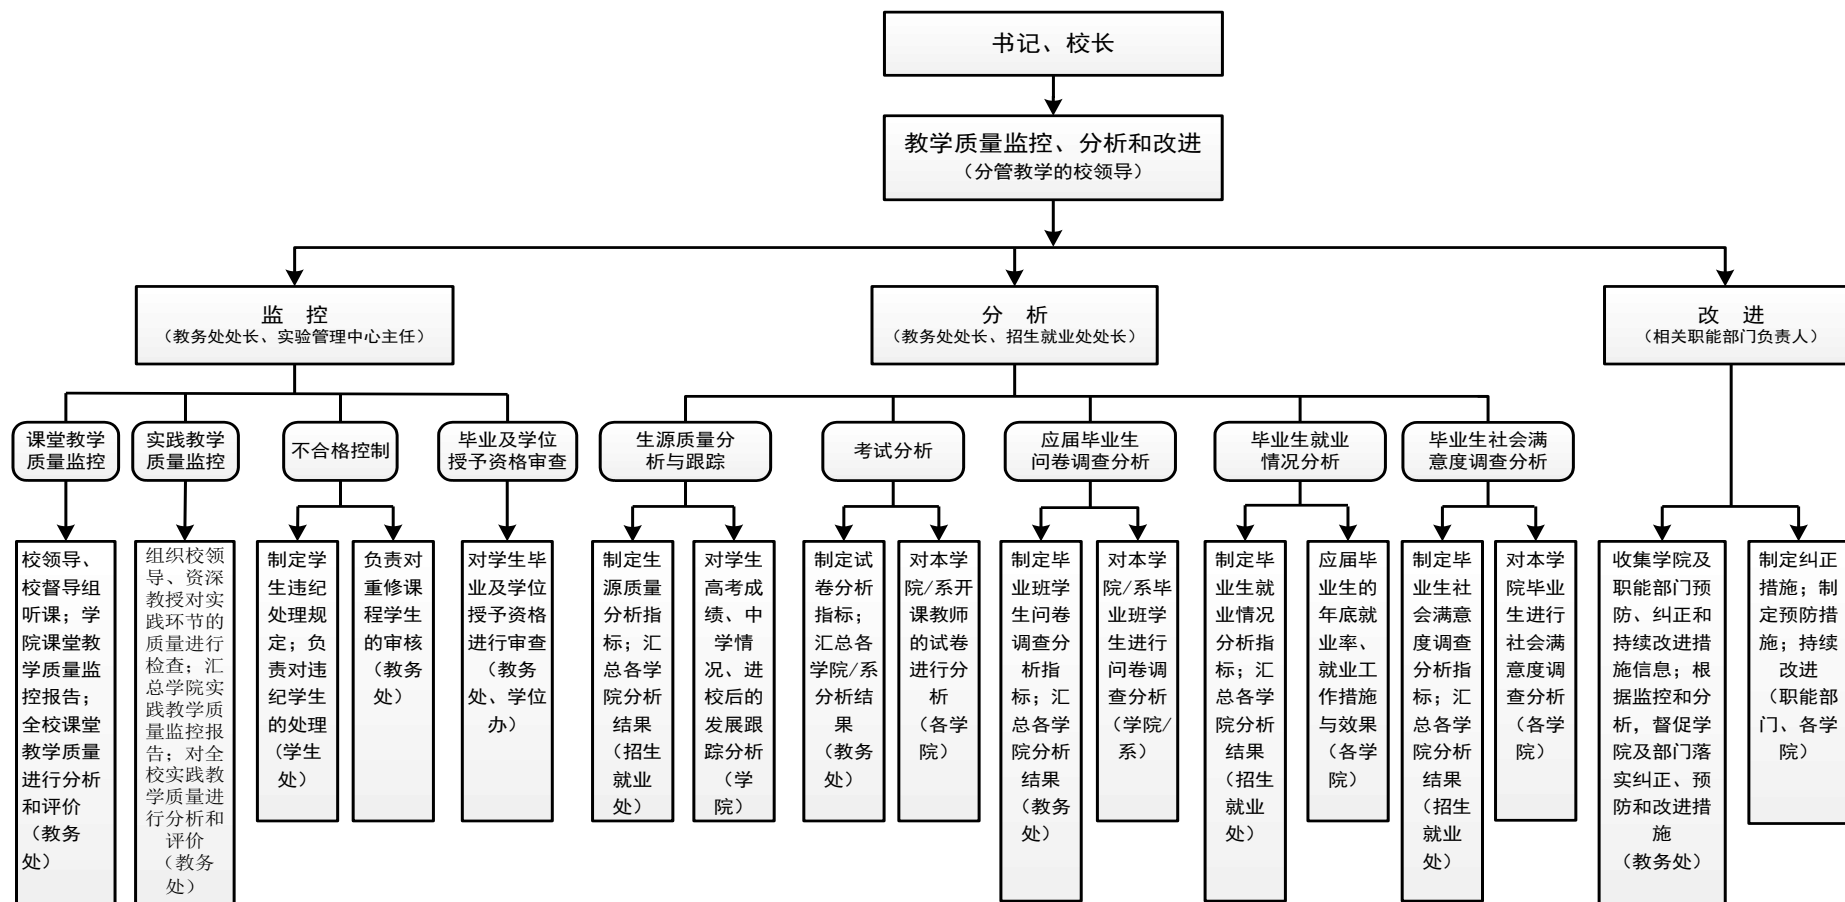 书记、校长
教学质量监控、分析和改进
（分管教学的校领导）
监 控
（教务处处长、实验管理中心主任）
分 析
（教务处处长、招生就业处处长）
改 进
（相关职能部门负责人）
课堂教学
质量监控
实践教学
质量监控
不合格控制
毕业及学位
授予资格审查
生源质量分
析与跟踪
考试分析
应届毕业生
问卷调查分析
毕业生就业
情况分析
毕业生社会满
意度调查分析
校领导、
校督导组
听课；学
院课堂教
学质量监
控报告；
全校课堂
教学质量
进行分析
和评价
（教务
处）
组织校领
导、资深
教授对实
践环节的
质量进行
检查；汇
总学院实
践教学质
量监控报
告；对全
校实践教
学质量进
行分析和
评价
（教务
处）
制定学
生违纪
处理规
定；负
责对违
纪学生
的处理
（学生
处）
负责对
重修课
程学生
的审核
（教务
处）
对学生毕
业及学位
授予资格
进行审查
（教务
处、学位
办）
制定生
源质量
分析指
标；汇
总各学
院分析
结果
（招生
就业
处）
对学生
高考成
绩、中
学情
况、进
校后的
发展跟
踪分析
（学
院）
制定试
卷分析
指标；
汇总各
学院/系
分析结
果
（教务
处）
对本学
院/系开
课教师
的试卷
进行分
析
（各学
院）
制定毕
业班学
生问卷
调查分
析指
标；汇
总各学
院分析
结果
（教务
处）
对本学
院/系毕
业班学
生进行
问卷调
查分析
（学院/
系）
制定毕
业生就
业情况
分析指
标；汇
总各学
院分析
结果
（招生
就业
处）
应届毕
业生的
年底就
业率、
就业工
作措施
与效果
（各学
院）
制定毕
业生社
会满意
度调查
分析指
标；汇
总各学
院分析
结果
（招生
就业
处）
对本学
院毕业
生进行
社会满
意度调
查分析
（各学
院）
收集学院及
职能部门预
防、纠正和
持续改进措
施信息；根
据监控和分
析，督促学
院及部门落
实纠正、预
防和改进措
施
（教务处）
制定纠正
措施；制
定预防措
施；持续
改进
（职能部
门、各学
院）